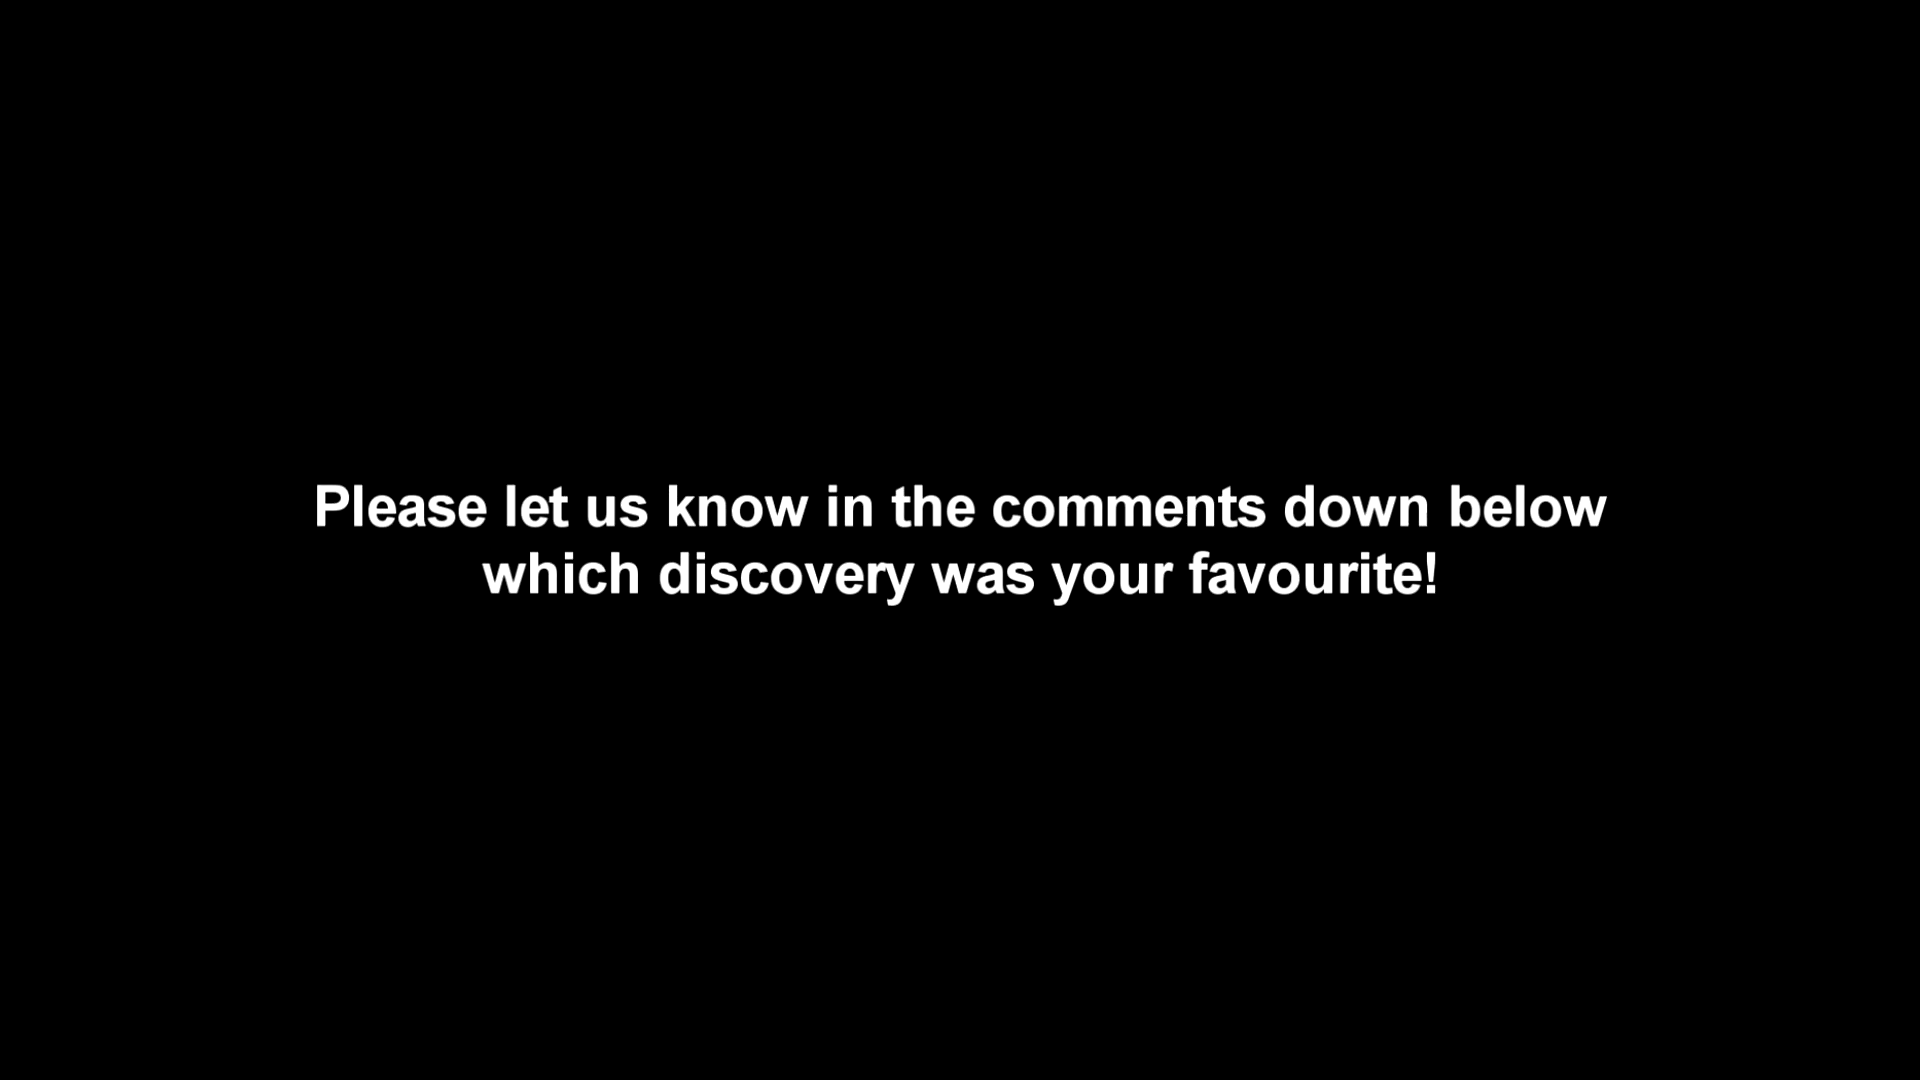 Please let us know in the comments down below
which discovery was your favourite!